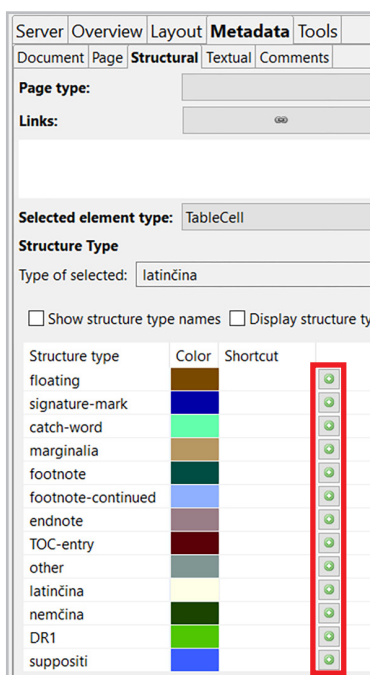 Server Overview Layout Metadata Tools
Document Page Structural Textual Comments
Page type:
Links:
Selected element type: TableCell
Structure Type
Type of selected: latinčina
Show structure type names Display structure ty
Structure type Color Shortcut
floating
signature-mark
catch-word
marginalia
footnote
footnote-continued
endnote
TOC-entry
other
latinčina
nemčina
DR1
suppositi